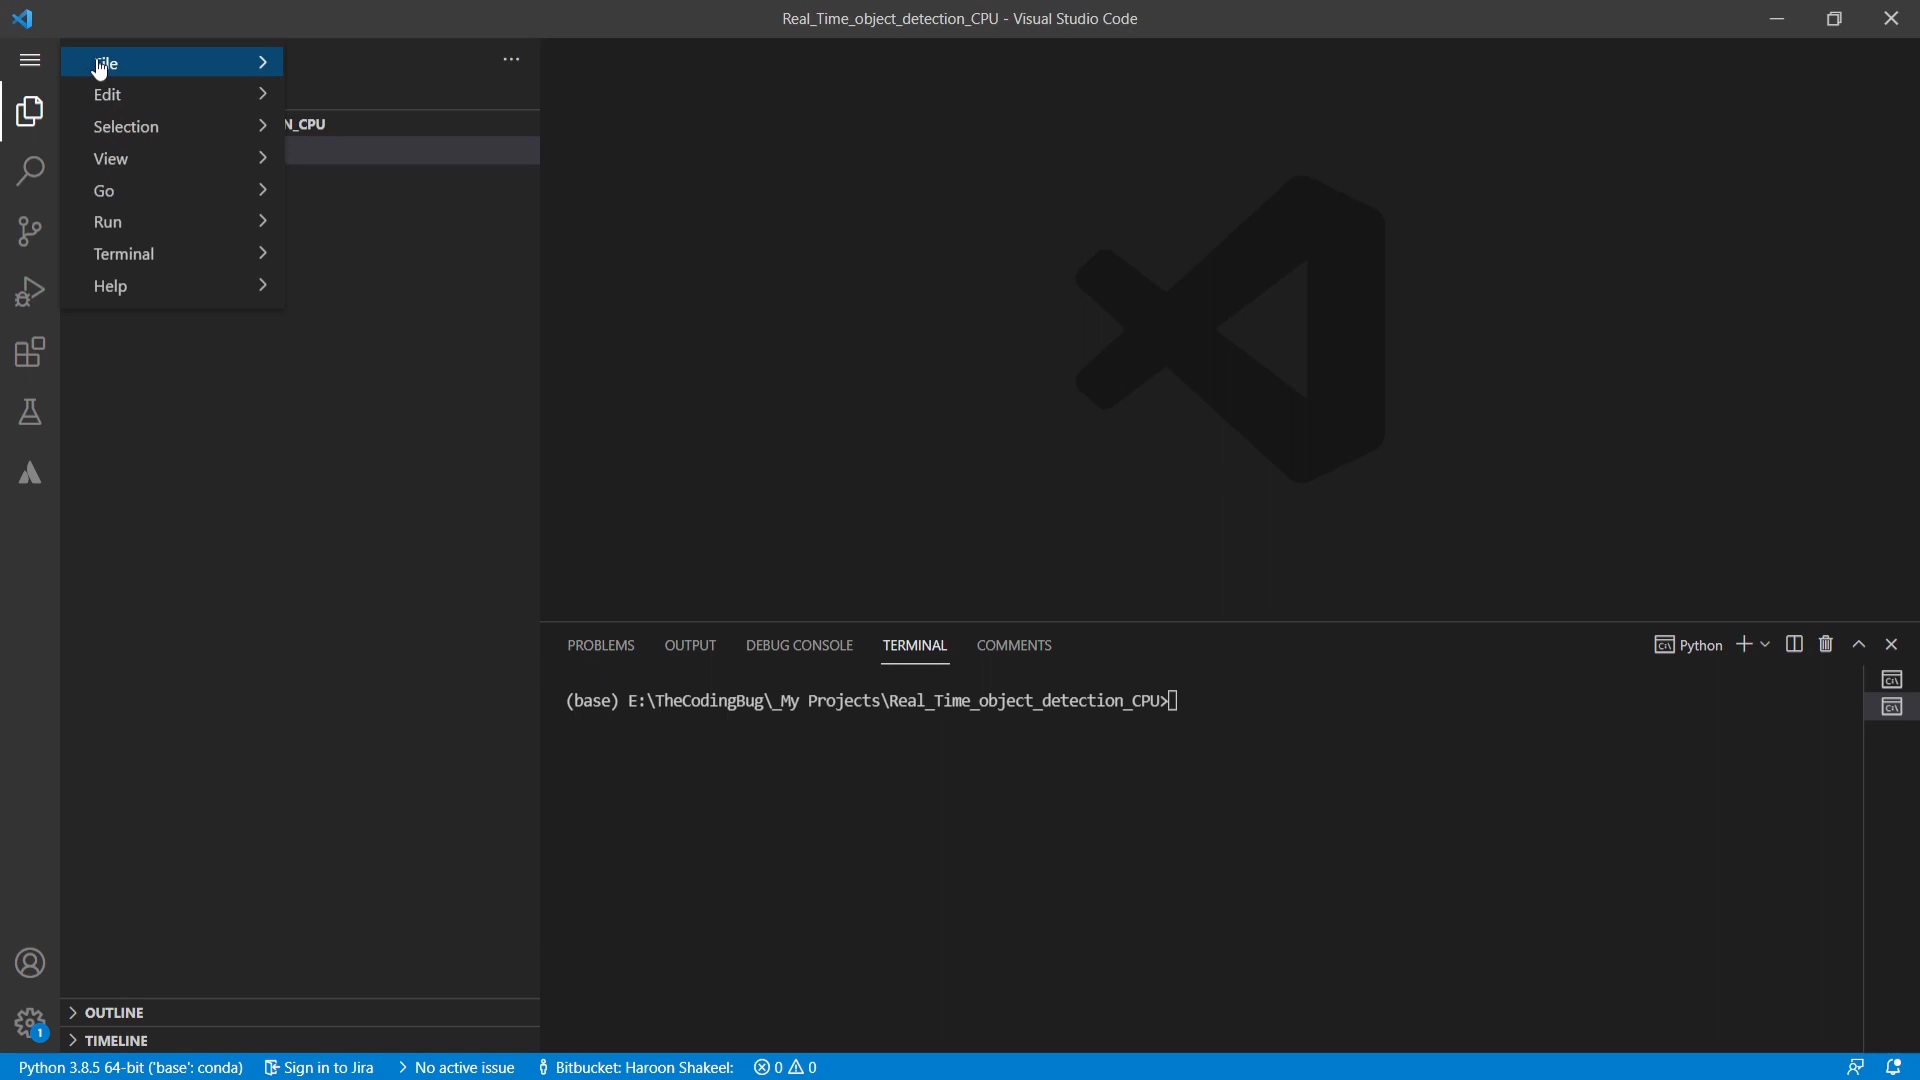 Real_Time_object_detection_CPU - Visual Studio Code
Edit
Selection
View
Go
Run
Terminal
Help
N_CPU
PROBLEMS OUTPUT DEBUG CONSOLE TERMINAL COMMENTS
Python
(base) E:\TheCodingBug\_My Projects\Real_Time_object_detection_CPU>
OUTLINE
1
TIMELINE
Python 3.8.5 64-bit ('base': conda) Sign in to Jira No active issue Bitbucket: Haroon Shakeel: 0 0